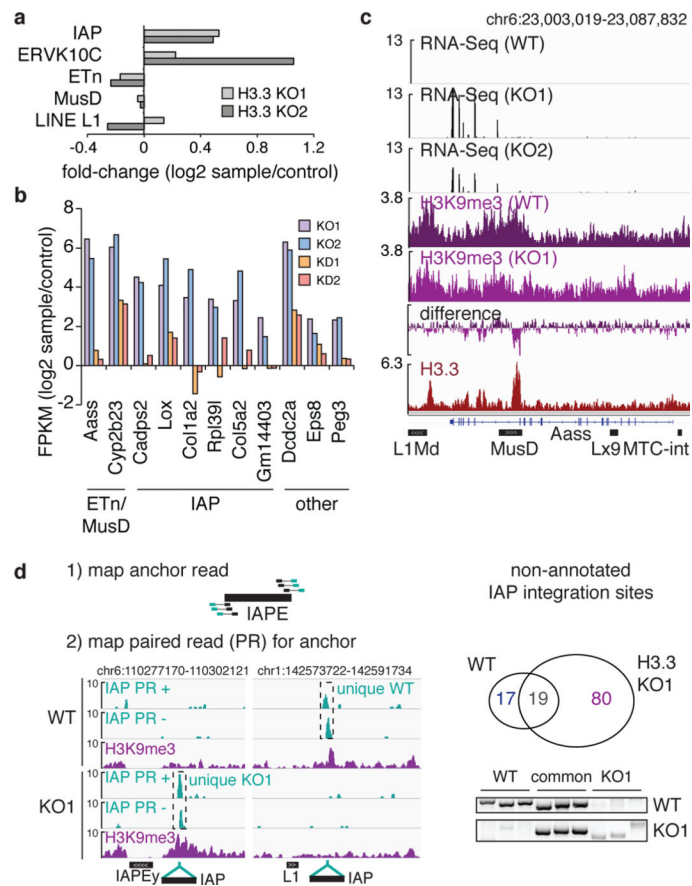 a
IAP
ERVK10C
ETn
MusD
LINE L1
H3.3 KO1
H3.3 KO2
-0.4 0 0.4 0.8 1.2
fold-change (log2 sample/control)
b
FPKM (log2 sample/control)
8
6
4
2
0
-2
KO1
KO2
KD1
KD2
Aass
Cyp2b23
Cadps2
Lox
Col1a2
Rpl39l
Col5a2
Gm14403
Dcdc2a
Eps8
Peg3
ETn/
MusD
IAP
other
c
chr6:23,003,019-23,087,832
13
RNA-Seq (WT)
13
RNA-Seq (KO1)
13
RNA-Seq (KO2)
3.8
H3K9me3 (WT)
3.8
H3K9me3 (KO1)
difference
6.3
H3.3
Aass
L1Md MusD Lx9 MTC-int
d
1) map anchor read
IAPE
2) map paired read (PR) for anchor
chr6:110277170-110302121 chr1:142573722-142591734
WT
10
IAP PR + unique WT
IAP PR -
10
H3K9me3
KO1
10
IAP PR + unique KO1
IAP PR -
10
H3K9me3
IAPEy IAP L1 IAP
non-annotated
IAP integration sites
WT
H3.3
KO1
17 19 80
WT common KO1
WT
KO1